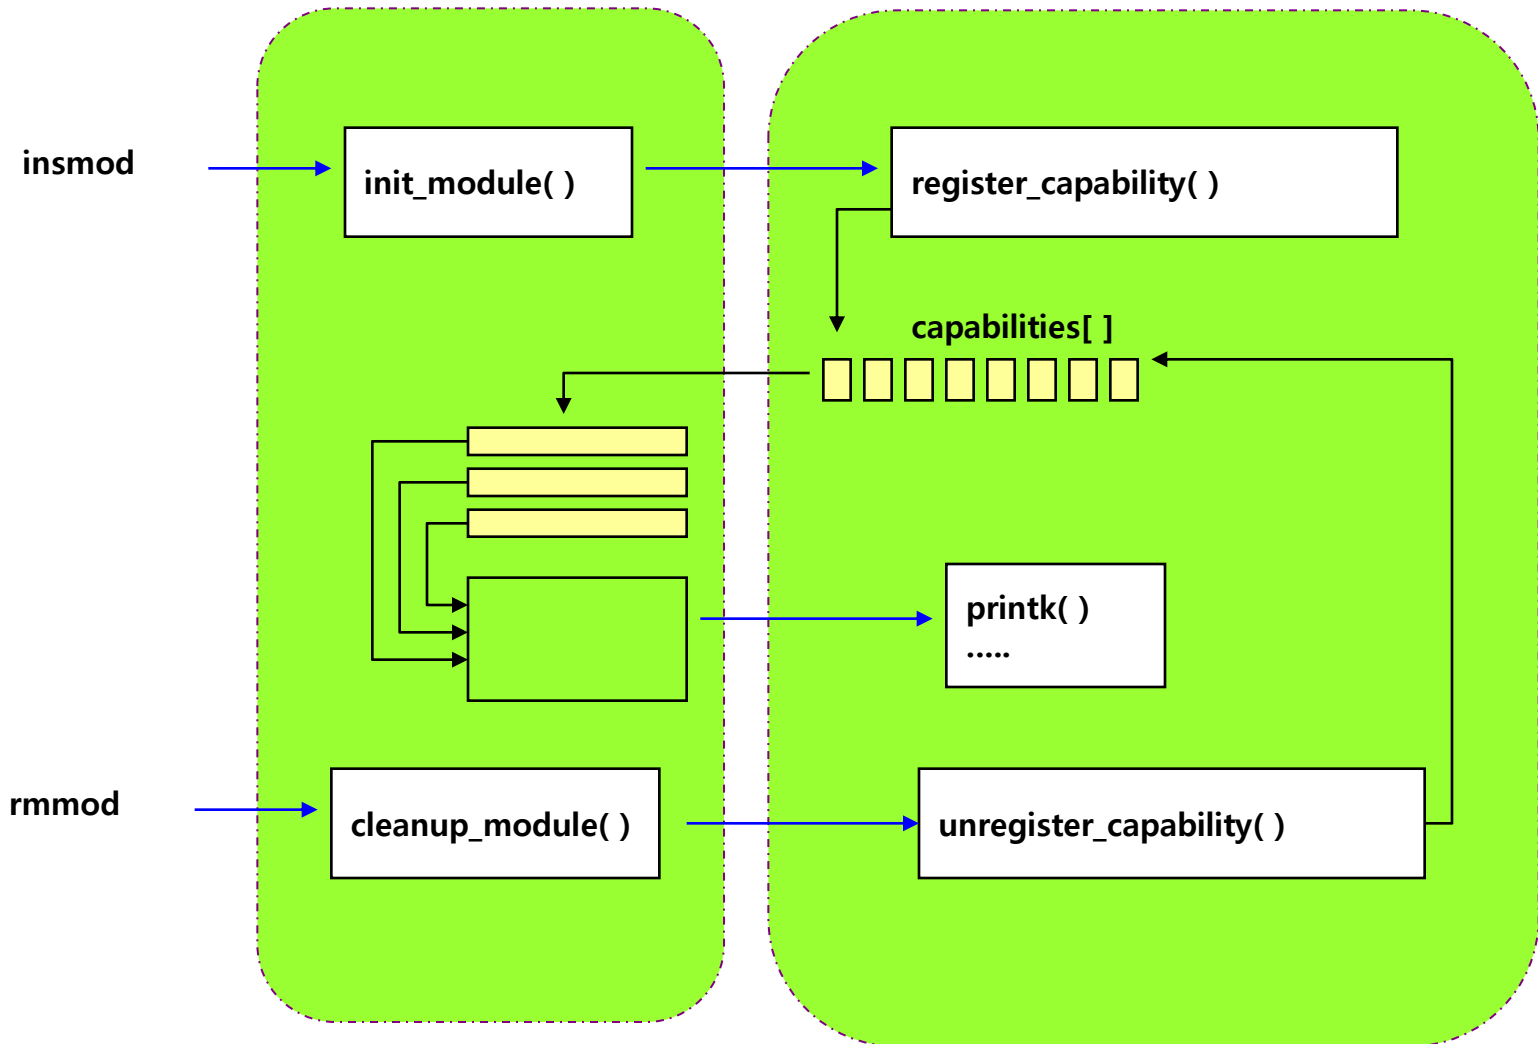 insmod
init_module( )
register_capability( )
capabilities[ ]
printk( )
.....
rmmod
cleanup_module( )
unregister_capability( )